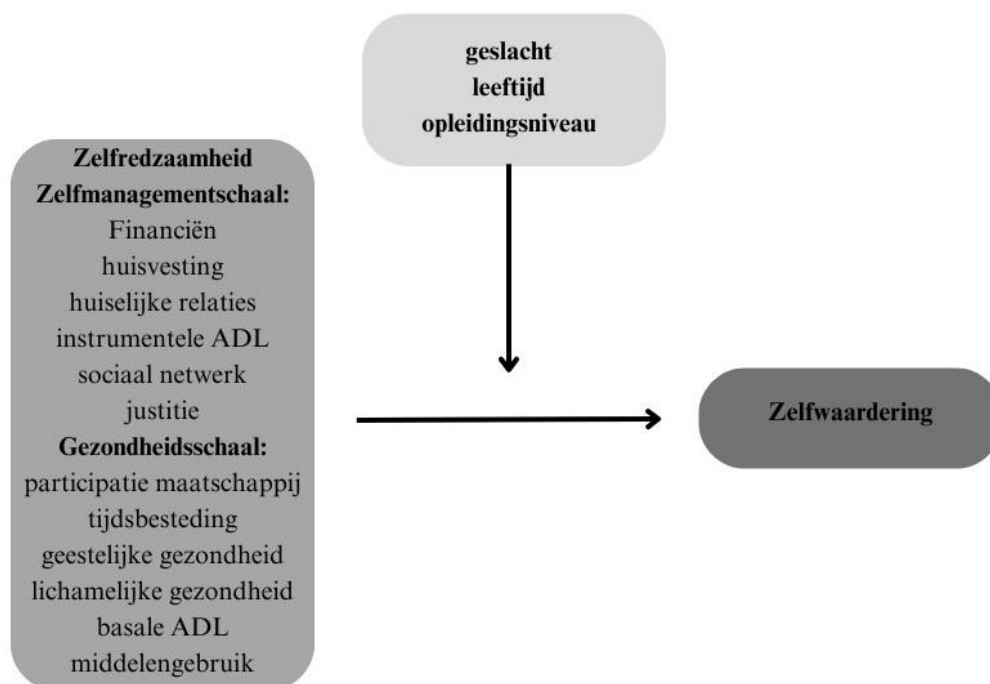 geslacht
leeftijd
opleidingsniveau
Zelfredzaamheid
Zelfmanagementschaal:
Financiën
huisvesting
huiselijke relaties
instrumentele ADL
sociaal netwerk
justitie
Gezondheidsschaal:
participatie maatschappij
tijdsbesteding
geestelijke gezondheid
lichamelijke gezondheid
basale ADL
middelengebruik
Zelfwaardering